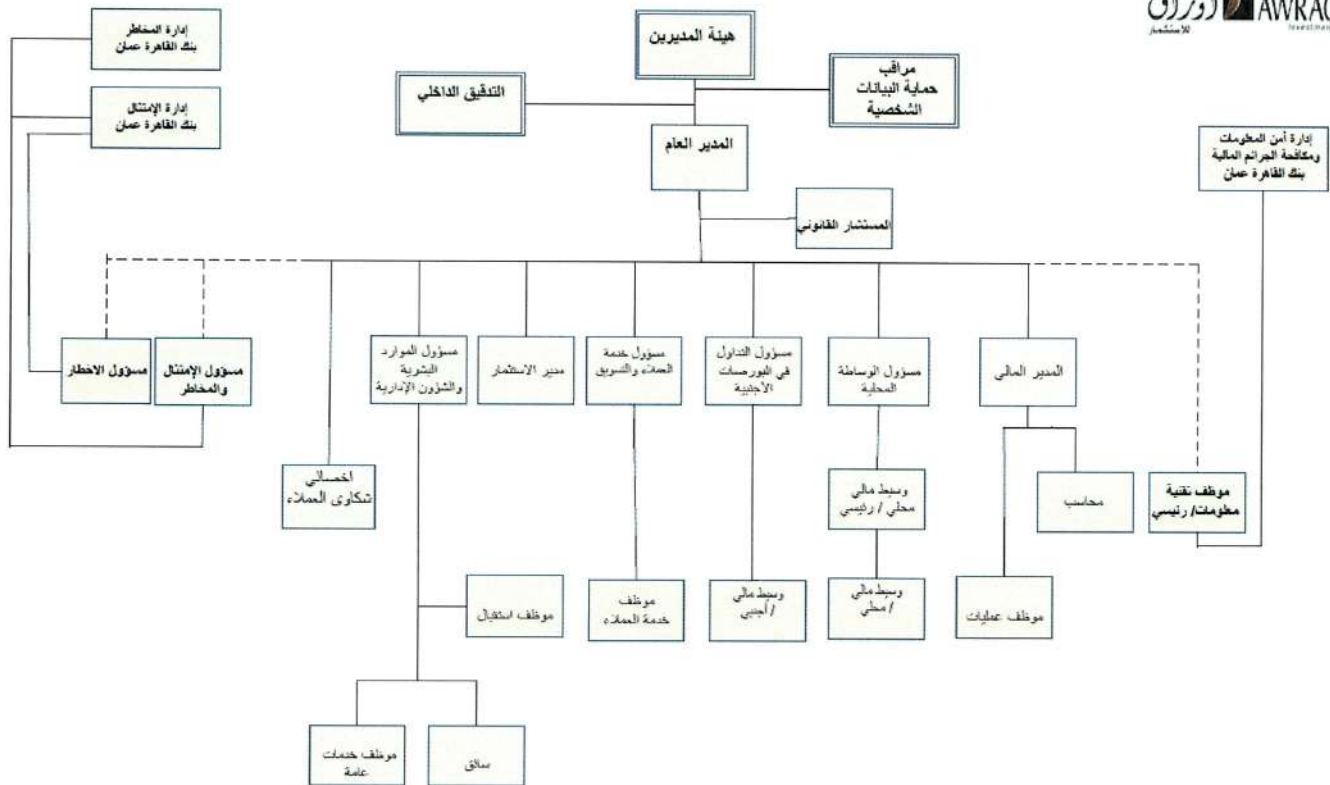 أوراق
للاستثمار
AWRAQ
Investment
هيئة المديرين
إدارة المخاطر
بنك القاهرة عمان
مراقب
حماية البيانات
الشخصية
التدقيق الداخلي
إدارة الإمتثال
بنك القاهرة عمان
المدير العام
إدارة أمن المعلومات
ومكافحة الجرائم المالية
بنك القاهرة عمان
المستشار القانوني
المدير المالي
مسؤول الوساطة
المحلية
مسؤول التداول
في البورصات
الأجنبية
مسؤول خدمة
العملاء والتسويق
مدير الاستثمار
مسؤول الموارد
البشرية
والشؤون الإدارية
مسؤول الإمتثال
والمخاطر
مسؤول الاخطار
موظف تقنية
معلومات/ رئيسي
محاسب
وسيط مالي
محلي / رئيسي
اخصائي
شكاوى العملاء
موظف عمليات
وسيط مالي
/ محلي
وسيط مالي
/ أجنبي
موظف
خدمة العملاء
موظف استقبال
سائق
موظف خدمات
عامة